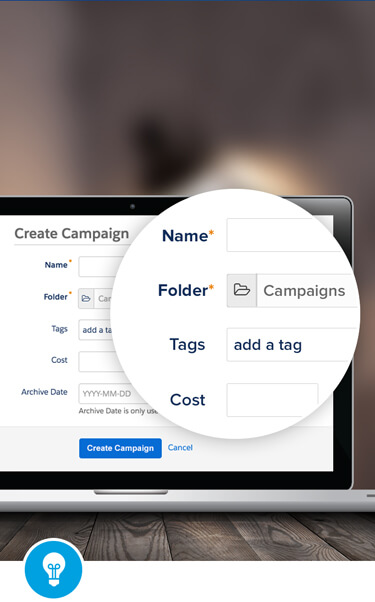 Create Campaign
Name*
Folder*
Tags
add a ta
Cost
Archive Date
YYYY-MM-DD
Archive Date is only use
Create Campaign
Cancel
Name*
Folder*
Campaigns
Tags
add a tag
Cost